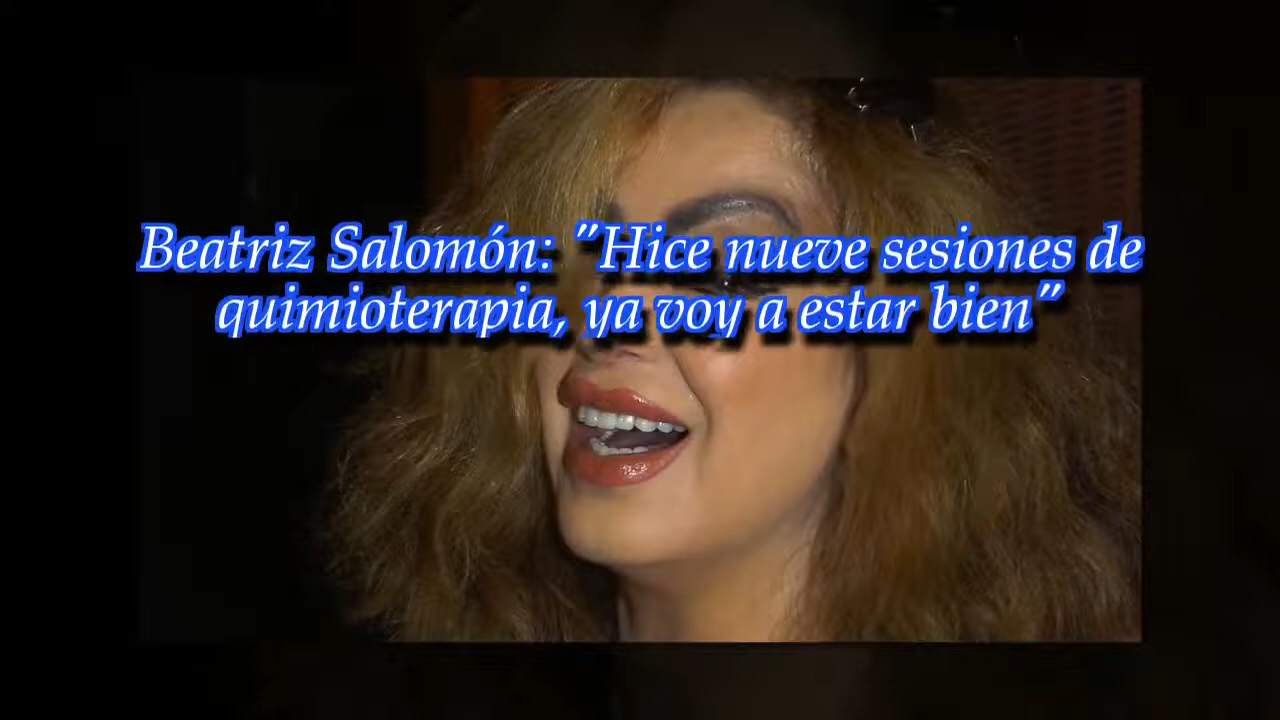 Beatriz Salomón: "Hice nueve sesiones de
quimioterapia, ya voy a estar bien"